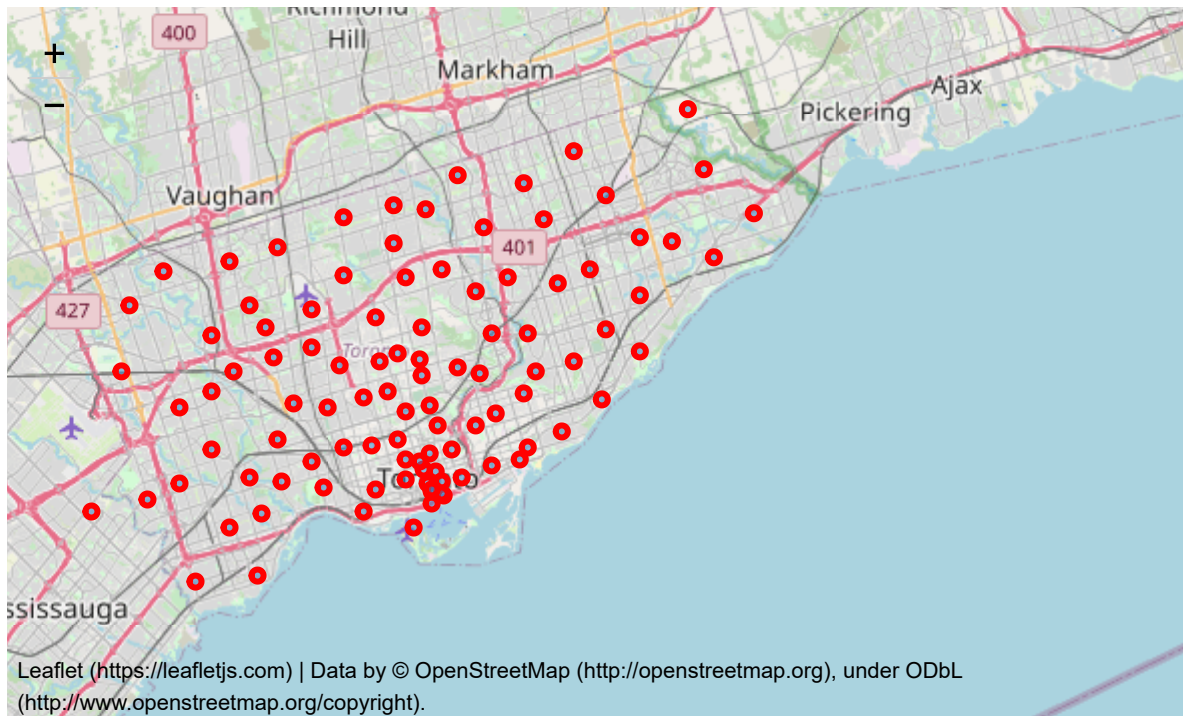 Richmond
Hill
400
Markham
Ajax
Pickering
Vaughan
401
427
Toronto
Toronto
ssissauga
+
−
Leaflet (https://leafletjs.com) | Data by © OpenStreetMap (http://openstreetmap.org), under ODbL
(http://www.openstreetmap.org/copyright).